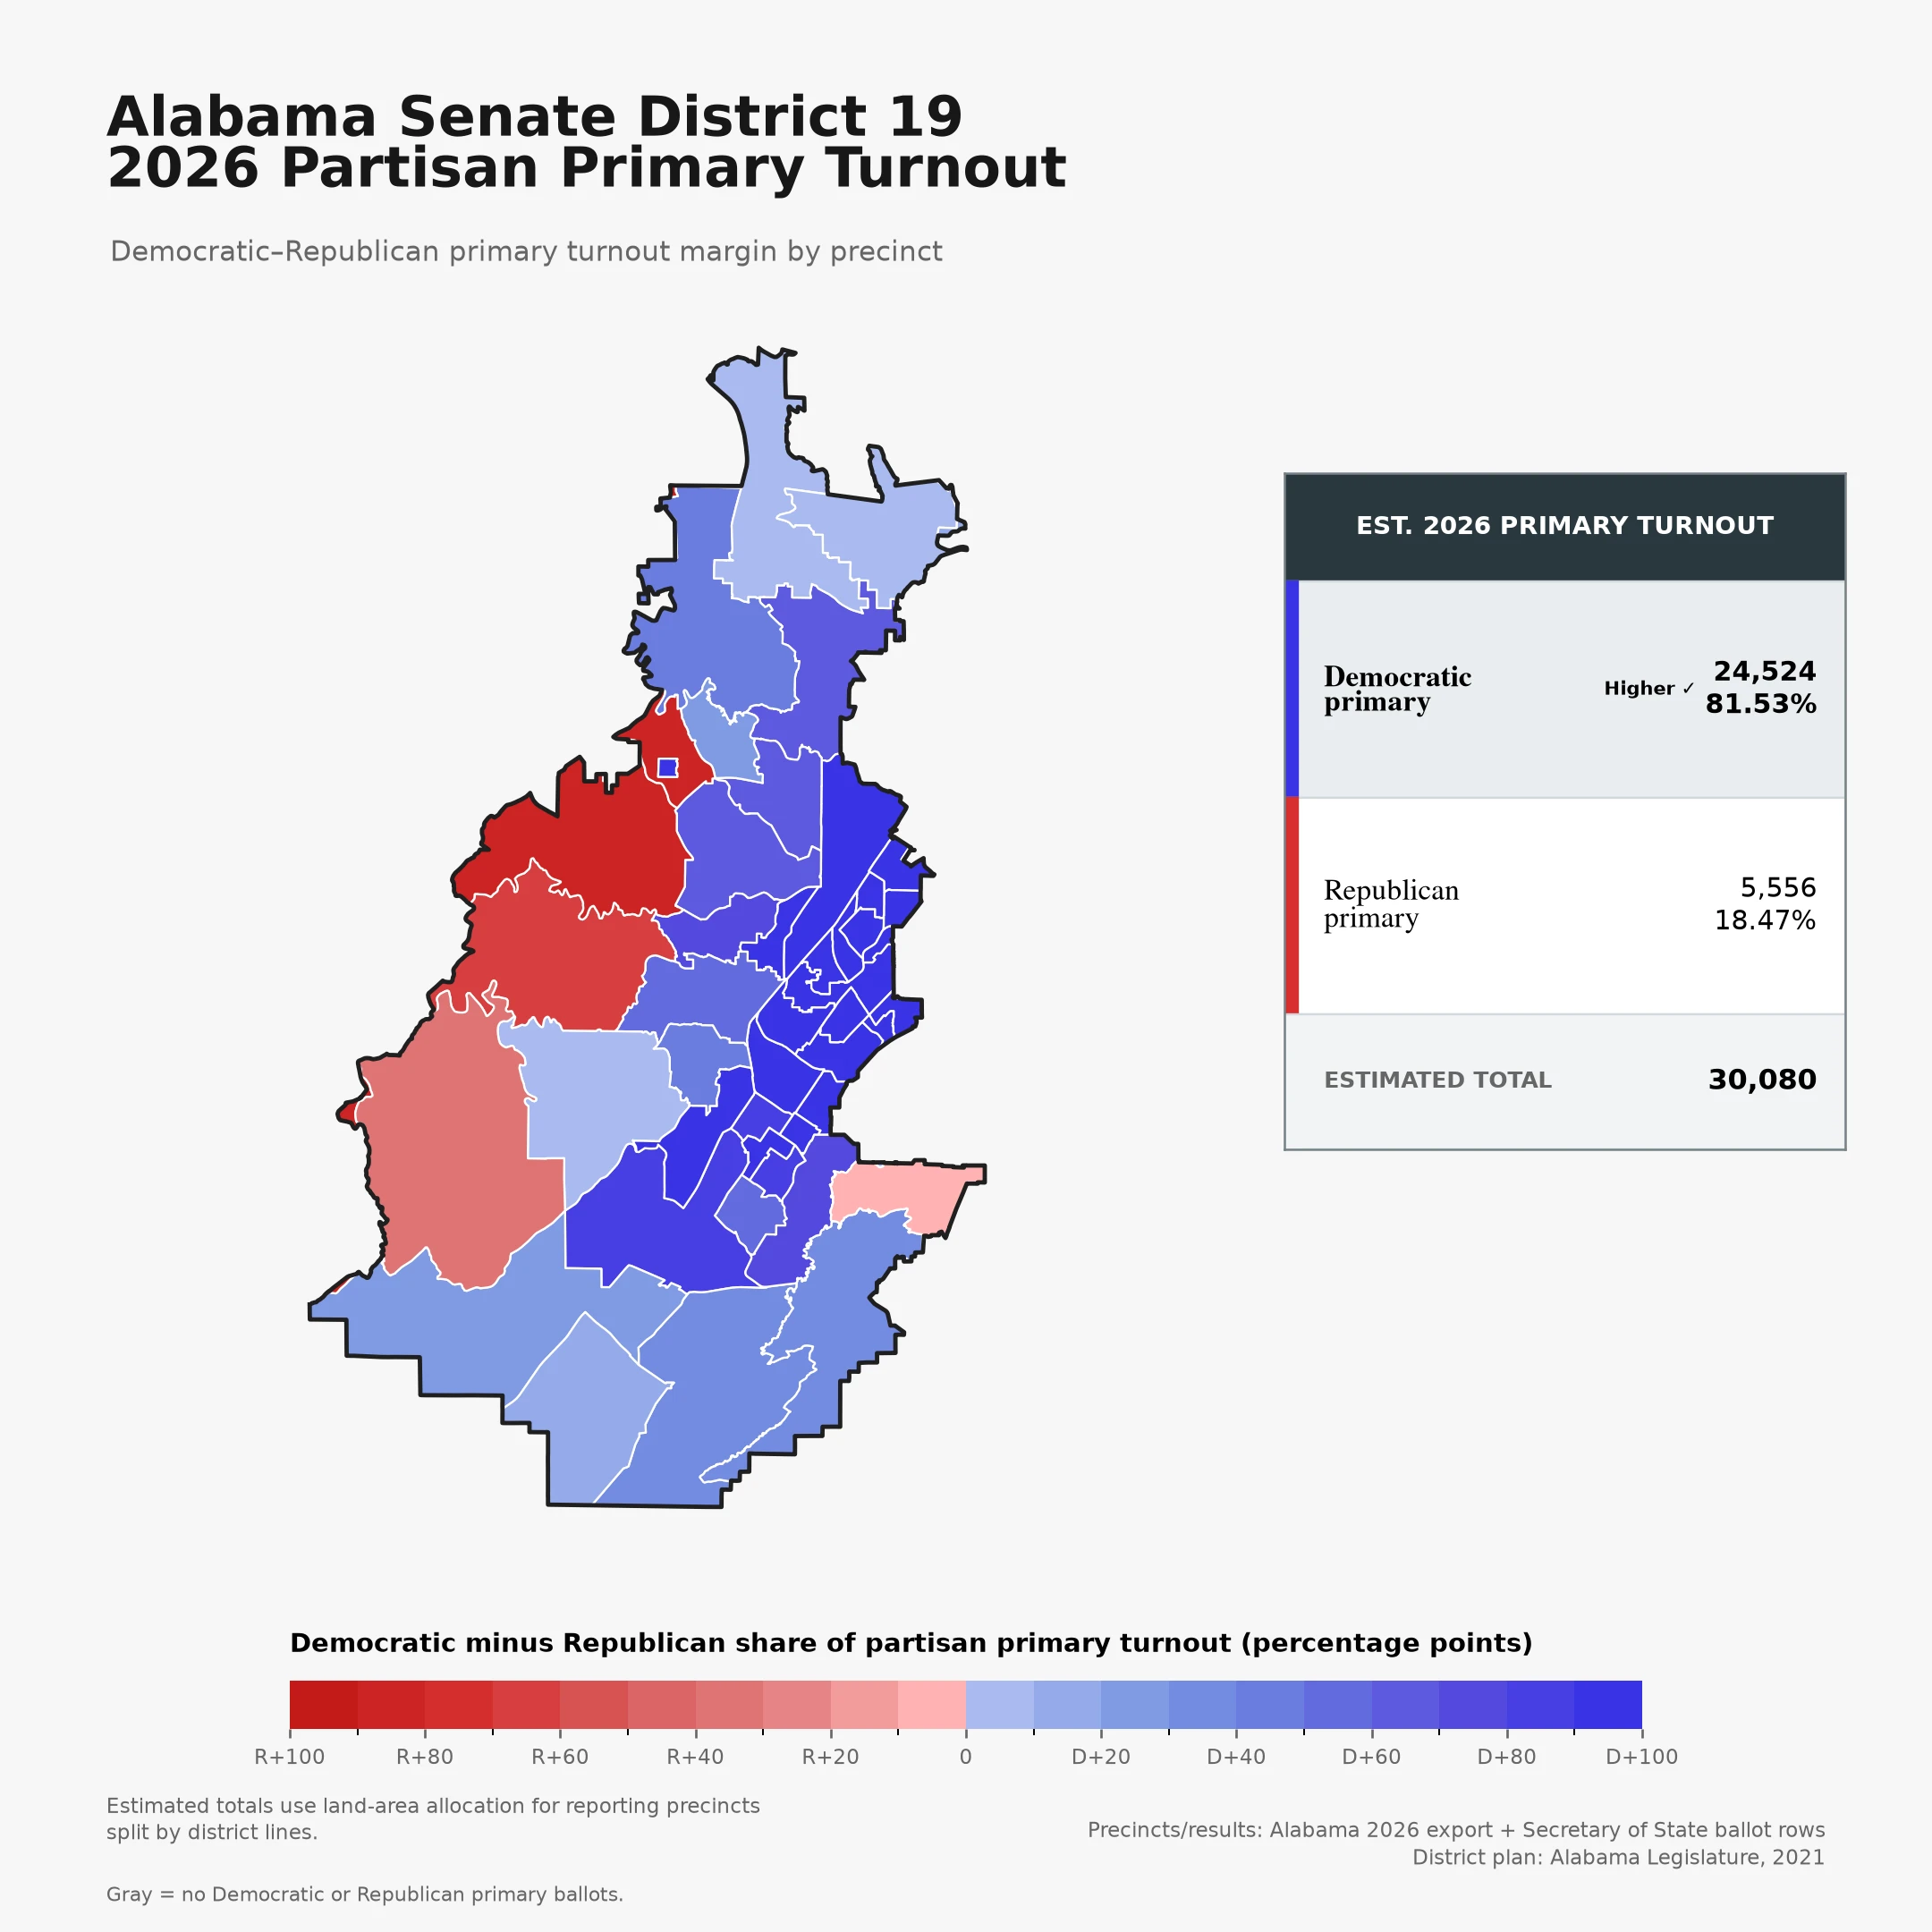 Alabama Senate District 19
2026 Partisan Primary Turnout
Democratic–Republican primary turnout margin by precinct
EST. 2026 PRIMARY TURNOUT
Democratic
primary
Higher ✓
24,524
81.53%
Republican
primary
5,556
18.47%
ESTIMATED TOTAL
30,080
Democratic minus Republican share of partisan primary turnout (percentage points)
R+100 R+80 R+60 R+40 R+20 0 D+20 D+40 D+60 D+80 D+100
Estimated totals use land-area allocation for reporting precincts
split by district lines.
Gray = no Democratic or Republican primary ballots.
Precincts/results: Alabama 2026 export + Secretary of State ballot rows
District plan: Alabama Legislature, 2021